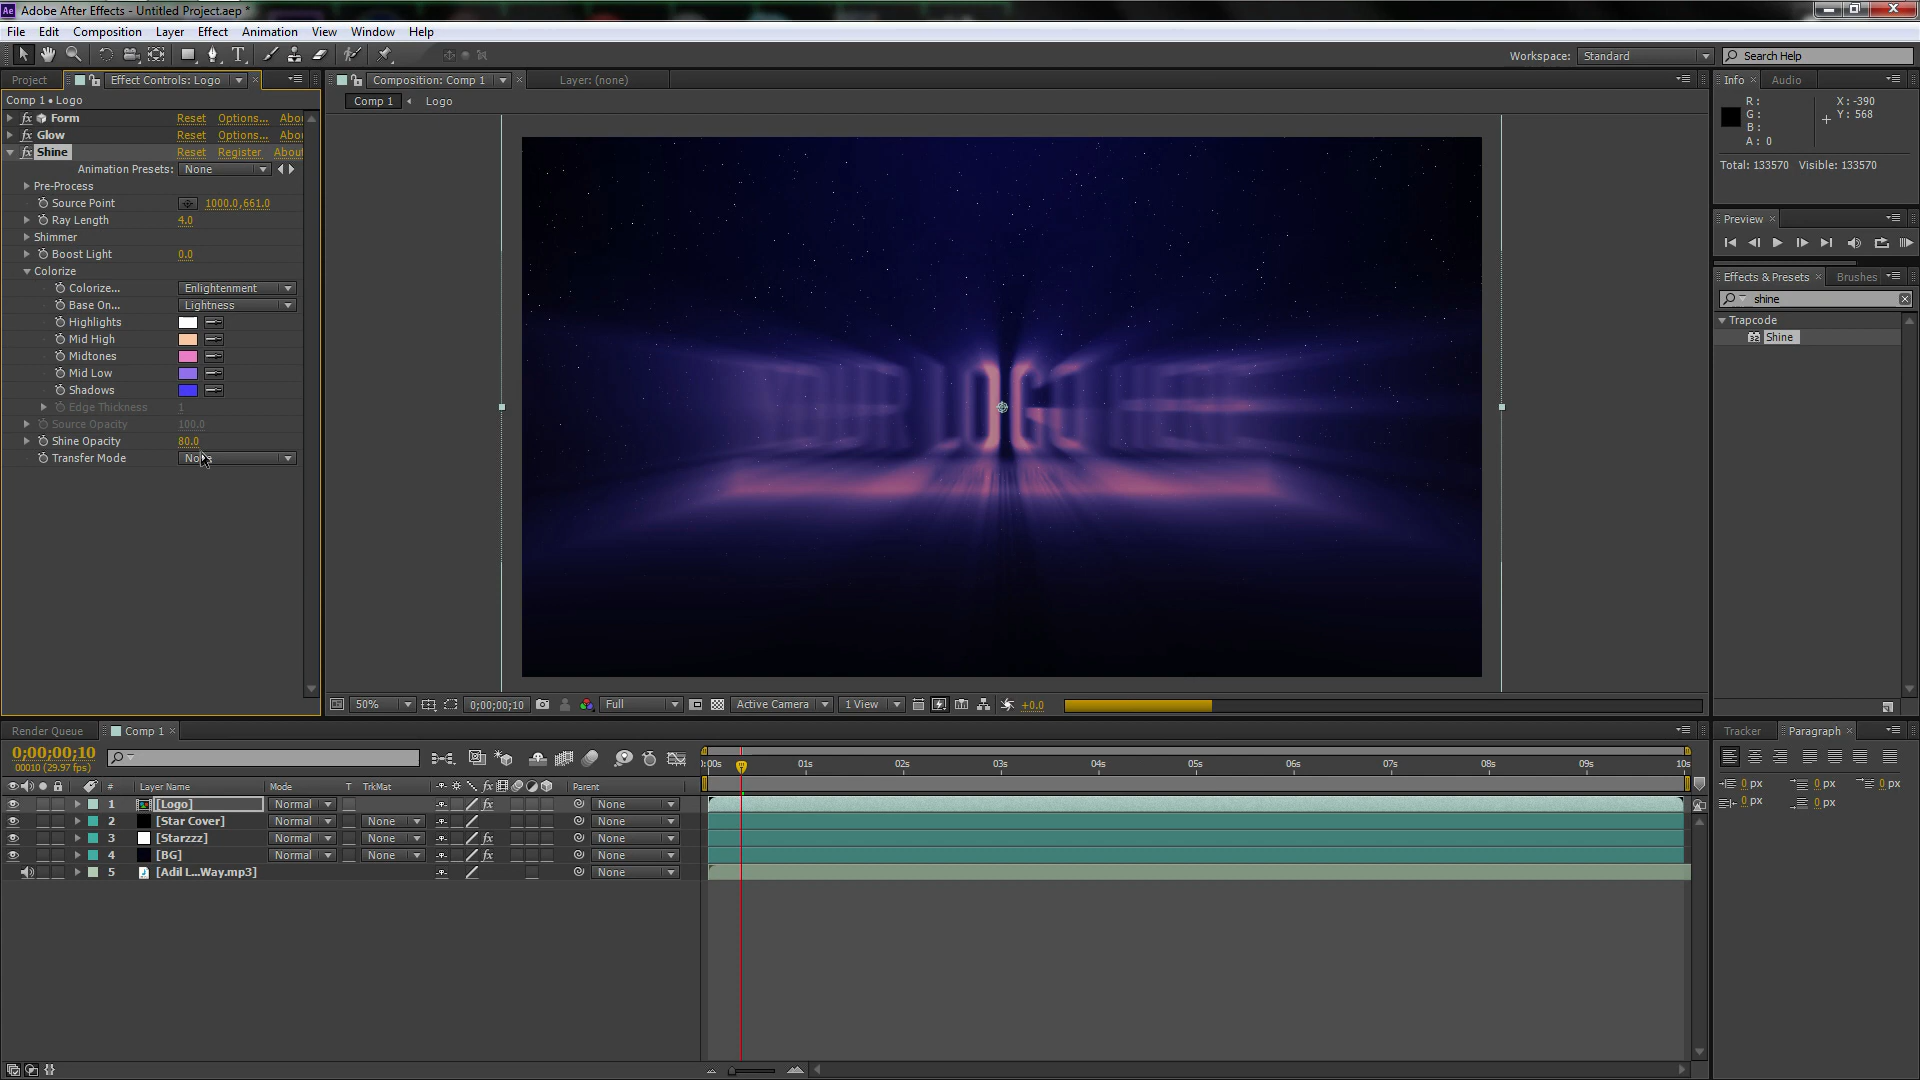 Ae Adobe After Effects - Untitled Project.aep *
File Edit Composition Layer Effect Animation View Window Help
Workspace: Standard Search Help
Project Effect Controls: Logo
Comp 1 • Logo
Form Reset Options... Abou
Glow Reset Options... Abou
Shine Reset Register About
Animation Presets: None
Pre-Process
Source Point 1000.0,661.0
Ray Length 4.0
Shimmer
Boost Light 0.0
Colorize
Colorize... Enlightenment
Base On... Lightness
Highlights
Mid High
Midtones
Mid Low
Shadows
Edge Thickness 1
Source Opacity 100.0
Shine Opacity 80.0
Transfer Mode
Composition: Comp 1 Layer: (none)
Comp 1 Logo
50% 0;00;00;10 Full Active Camera 1 View +0.0
Info Audio
R: X: -390
G: Y: 568
B:
A: 0
Total: 133570 Visible: 133570
Preview
Effects & Presets Brushes
shine
Trapcode
32 Shine
Render Queue Comp 1
0;00;00;10
00010 (29.97 fps)
# Layer Name Mode T TrkMat Parent
1 [Logo] Normal None
2 [Star Cover] Normal None None
3 [Starzzz] Normal None None
4 [BG] Normal None None
5 [Adil L...Way.mp3] None
:00s 01s 02s 03s 04s 05s 06s 07s 08s 09s 10s
Tracker Paragraph
0 px 0 px 0 px
0 px 0 px